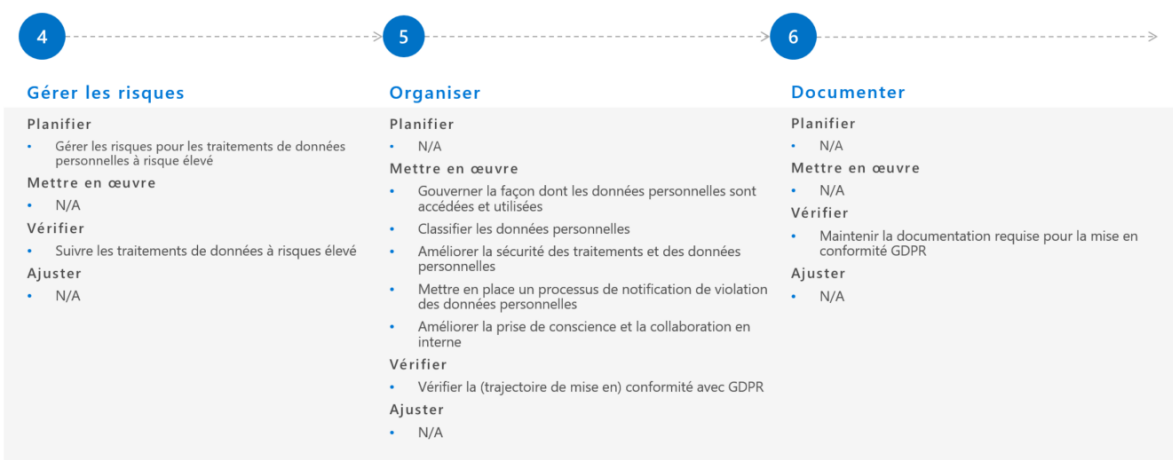 4
5
6
Gérer les risques
Planifier
• Gérer les risques pour les traitements de données
personnelles à risque élevé
Mettre en œuvre
• N/A
Vérifier
• Suivre les traitements de données à risques élevé
Ajuster
• N/A
Organiser
Planifier
• N/A
Mettre en œuvre
• Gouverner la façon dont les données personnelles sont
accédées et utilisées
• Classifier les données personnelles
• Améliorer la sécurité des traitements et des données
personnelles
• Mettre en place un processus de notification de violation
des données personnelles
• Améliorer la prise de conscience et la collaboration en
interne
Vérifier
• Vérifier la (trajectoire de mise en) conformité avec GDPR
Ajuster
• N/A
Documenter
Planifier
• N/A
Mettre en œuvre
• N/A
Vérifier
• Maintenir la documentation requise pour la mise en
conformité GDPR
Ajuster
• N/A